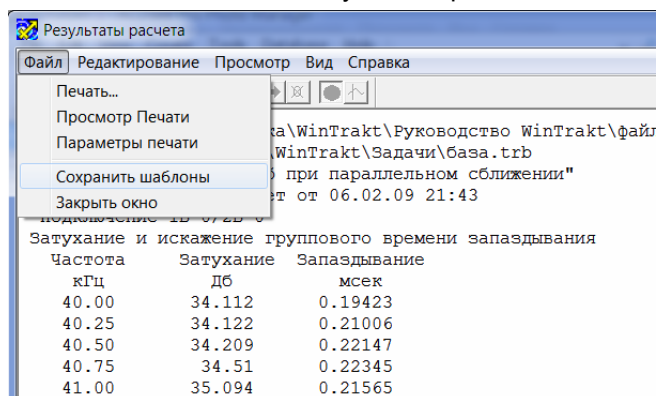 Результаты расчета
Файл Редактирование Просмотр Вид Справка
Печать...
Просмотр Печати
Параметры печати
Сохранить шаблоны
Закрыть окно
\WinTrakt\Руководство WinTrakt\файл
WinTrakt\Задачи\база.trb
при параллельном сближении"
от 06.02.09 21:43
Затухание и искажение группового времени запаздывания
Частота Затухание Запаздывание
кГц Дб мсек
40.00 34.112 0.19423
40.25 34.122 0.21006
40.50 34.209 0.22147
40.75 34.51 0.22345
41.00 35.094 0.21565